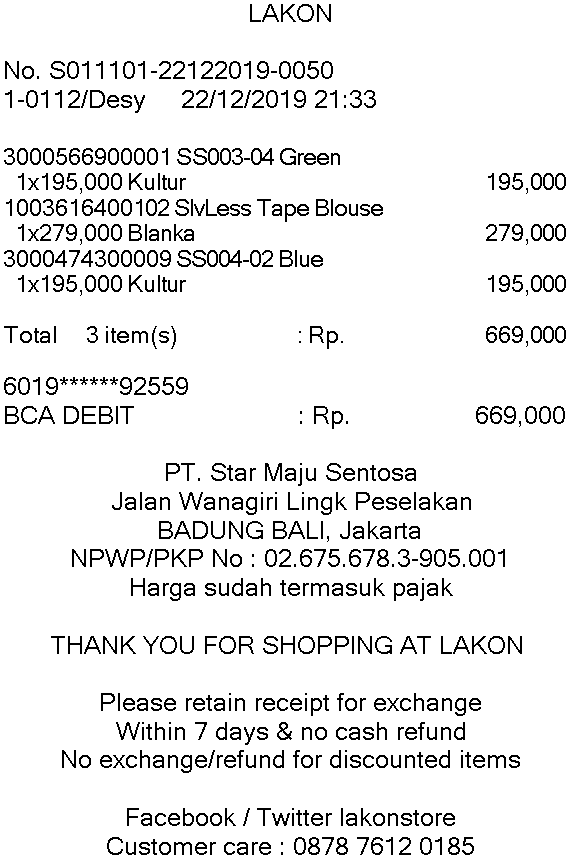 LAKON
No. S011101-22122019-0050
1-0112/Desy 22/12/2019 21:33
3000566900001 SS003-04 Green
1x195,000 Kultur 195,000
1003616400102 SlvLess Tape Blouse
1x279,000 Blanka 279,000
3000474300009 SS004-02 Blue
1x195,000 Kultur 195,000
Total 3 item(s) : Rp. 669,000
6019******92559
BCA DEBIT : Rp. 669,000
PT. Star Maju Sentosa
Jalan Wanagiri Lingk Peselakan
BADUNG BALI, Jakarta
NPWP/PKP No : 02.675.678.3-905.001
Harga sudah termasuk pajak
THANK YOU FOR SHOPPING AT LAKON
Please retain receipt for exchange
Within 7 days & no cash refund
No exchange/refund for discounted items
Facebook / Twitter lakonstore
Customer care : 0878 7612 0185